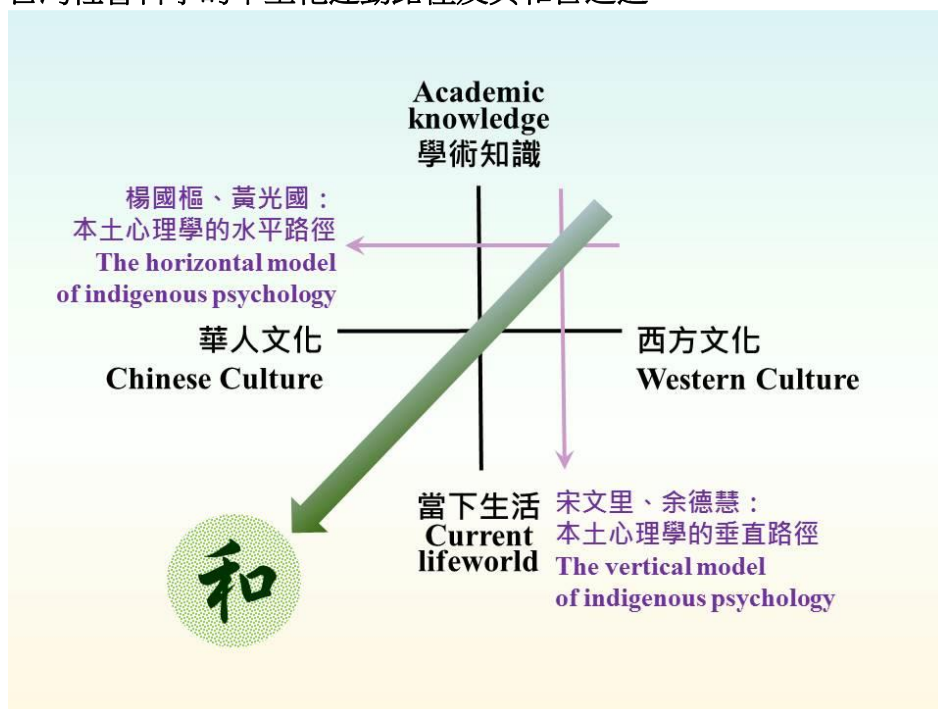 Academic
knowledge
學術知識
楊國樞、黃光國：
本土心理學的水平路徑
The horizontal model
of indigenous psychology
華人文化
Chinese Culture
西方文化
Western Culture
當下生活
Current
lifeworld
宋文里、余德慧：
本土心理學的垂直路徑
The vertical model
of indigenous psychology
和